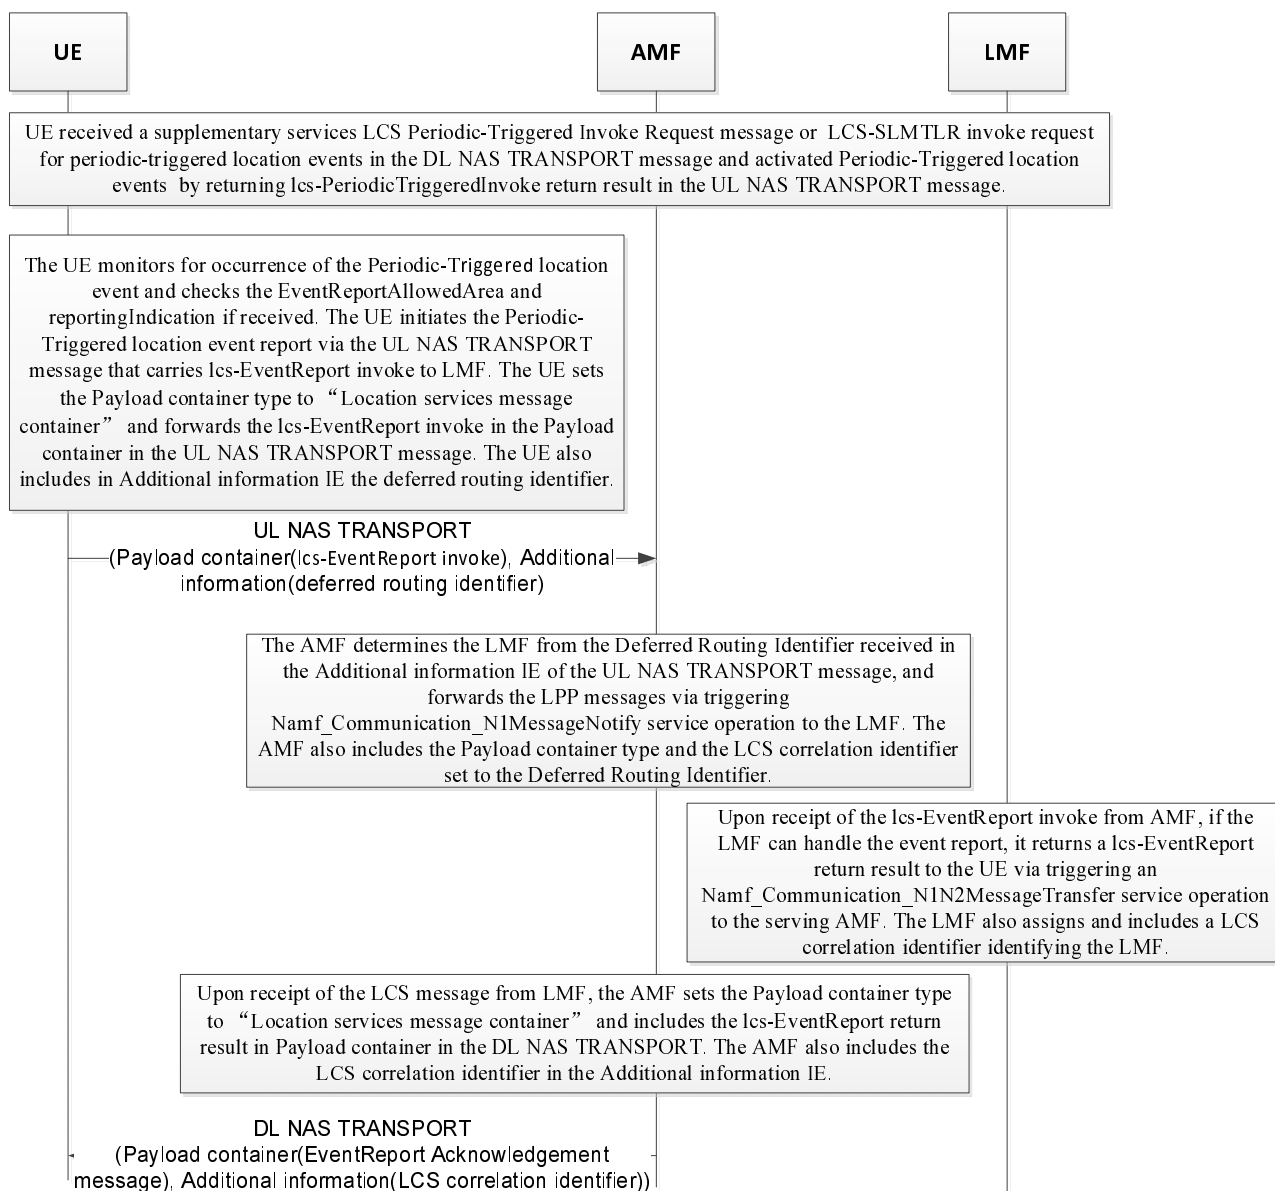 UE
AMF
LMF
UE received a supplementary services LCS Periodic-Triggered Invoke Request message or LCS-SLMTLR invoke request
for periodic-triggered location events in the DL NAS TRANSPORT message and activated Periodic-Triggered location
events by returning lcs-PeriodicTriggeredInvoke return result in the UL NAS TRANSPORT message.
The UE monitors for occurrence of the Periodic-Triggered location
event and checks the EventReportAllowedArea and
reportingIndication if received. The UE initiates the Periodic-
Triggered location event report via the UL NAS TRANSPORT
message that carries lcs-EventReport invoke to LMF. The UE sets
the Payload container type to “Location services message
container” and forwards the lcs-EventReport invoke in the Payload
container in the UL NAS TRANSPORT message. The UE also
includes in Additional information IE the deferred routing identifier.
UL NAS TRANSPORT
(Payload container(lcs-EventReport invoke), Additional
information(deferred routing identifier)
The AMF determines the LMF from the Deferred Routing Identifier received in
the Additional information IE of the UL NAS TRANSPORT message, and
forwards the LPP messages via triggering
Namf_Communication_N1MessageNotify service operation to the LMF. The
AMF also includes the Payload container type and the LCS correlation identifier
set to the Deferred Routing Identifier.
Upon receipt of the lcs-EventReport invoke from AMF, if the
LMF can handle the event report, it returns a lcs-EventReport
return result to the UE via triggering an
Namf_Communication_N1N2MessageTransfer service operation
to the serving AMF. The LMF also assigns and includes a LCS
correlation identifier identifying the LMF.
Upon receipt of the LCS message from LMF, the AMF sets the Payload container type
to “Location services message container” and includes the lcs-EventReport return
result in Payload container in the DL NAS TRANSPORT. The AMF also includes the
LCS correlation identifier in the Additional information IE.
DL NAS TRANSPORT
(Payload container(EventReport Acknowledgement
message), Additional information(LCS correlation identifier))